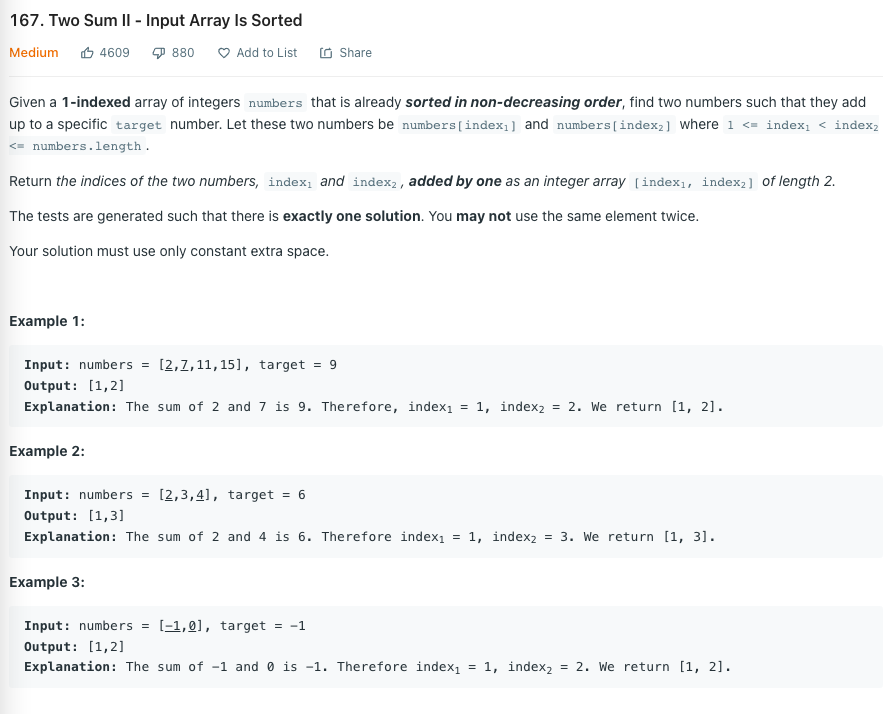 167. Two Sum II - Input Array Is Sorted
Medium 4609 880 Add to List Share
Given a 1-indexed array of integers numbers that is already sorted in non-decreasing order, find two numbers such that they add
up to a specific target number. Let these two numbers be numbers[index₁] and numbers[index₂] where 1 <= index₁ < index₂
<= numbers.length .
Return the indices of the two numbers, index₁ and index₂ , added by one as an integer array [index₁, index₂] of length 2.
The tests are generated such that there is exactly one solution. You may not use the same element twice.
Your solution must use only constant extra space.
Example 1:
Input: numbers = [2,7,11,15], target = 9
Output: [1,2]
Explanation: The sum of 2 and 7 is 9. Therefore, index₁ = 1, index₂ = 2. We return [1, 2].
Example 2:
Input: numbers = [2,3,4], target = 6
Output: [1,3]
Explanation: The sum of 2 and 4 is 6. Therefore index₁ = 1, index₂ = 3. We return [1, 3].
Example 3:
Input: numbers = [−1,0], target = −1
Output: [1,2]
Explanation: The sum of −1 and 0 is −1. Therefore index₁ = 1, index₂ = 2. We return [1, 2].